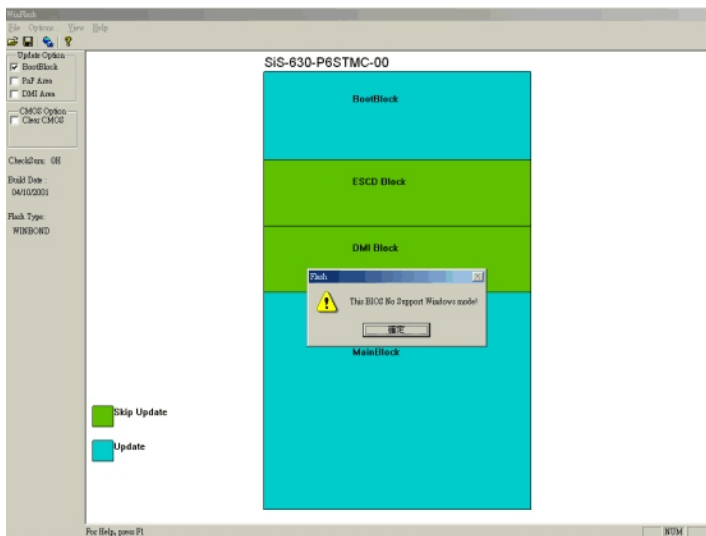 WinFlash
File Options View Help
Update Option
BootBlock
PnP Area
DMI Area
CMOS Option
Clear CMOS
CheckSum: 0H
Build Date :
04/10/2001
Flash Type:
WINBOND
SiS-630-P6STMC-00
BootBlock
ESCD Block
DMI Block
Flash
This BIOS No Support Windows mode!
確定
MainBlock
Skip Update
Update
For Help, press F1
NUM